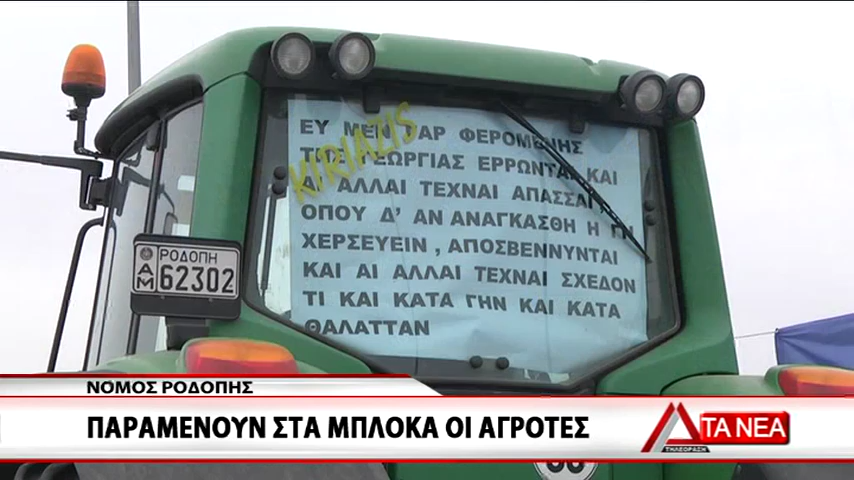 ΕΥ ΜΕΝ ΓΑΡ ΦΕΡΟΜΕΝΗΣ
ΤΗΣ ΓΕΩΡΓΙΑΣ ΕΡΡΩΝΤΑΙ ΚΑΙ
ΑΙ ΑΛΛΑΙ ΤΕΧΝΑΙ ΑΠΑΣΣΑΙ,
ΟΠΟΥ Δ' ΑΝ ΑΝΑΓΚΑΣΘΗ Η ΓΗ
ΧΕΡΣΕΥΕΙΝ , ΑΠΟΣΒΕΝΝΥΝΤΑΙ
ΚΑΙ ΑΙ ΑΛΛΑΙ ΤΕΧΝΑΙ ΣΧΕΔΟΝ
ΤΙ ΚΑΙ ΚΑΤΑ ΓΗΝ ΚΑΙ ΚΑΤΑ
ΘΑΛΑΤΤΑΝ
KIRIAZIS
ΡΟΔΟΠΗ
ΑΜ 62302
ΝΟΜΟΣ ΡΟΔΟΠΗΣ
ΠΑΡΑΜΕΝΟΥΝ ΣΤΑ ΜΠΛΟΚΑ ΟΙ ΑΓΡΟΤΕΣ
ΤΑ ΝΕΑ
ΤΗΛΕΟΡΑΣΗ